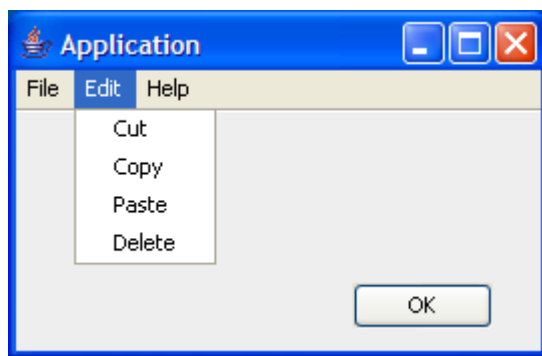 Application
File Edit Help
Cut
Copy
Paste
Delete
OK